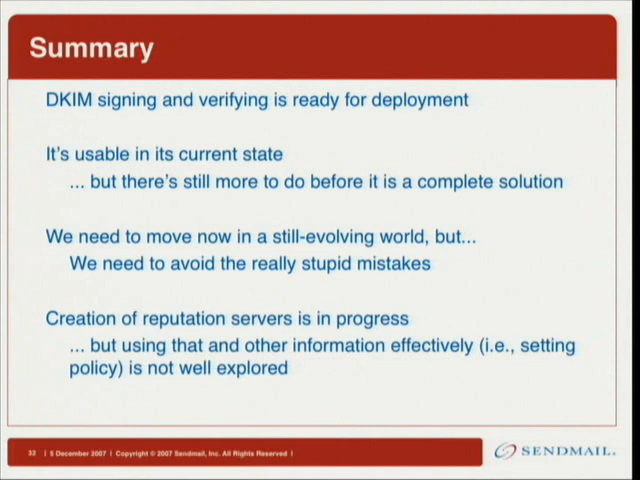 Summary
DKIM signing and verifying is ready for deployment
It's usable in its current state
... but there's still more to do before it is a complete solution
We need to move now in a still-evolving world, but...
We need to avoid the really stupid mistakes
Creation of reputation servers is in progress
... but using that and other information effectively (i.e., setting
policy) is not well explored
33 | 5 December 2007 | Copyright © 2007 Sendmail, Inc. All Rights Reserved |
SENDMAIL.